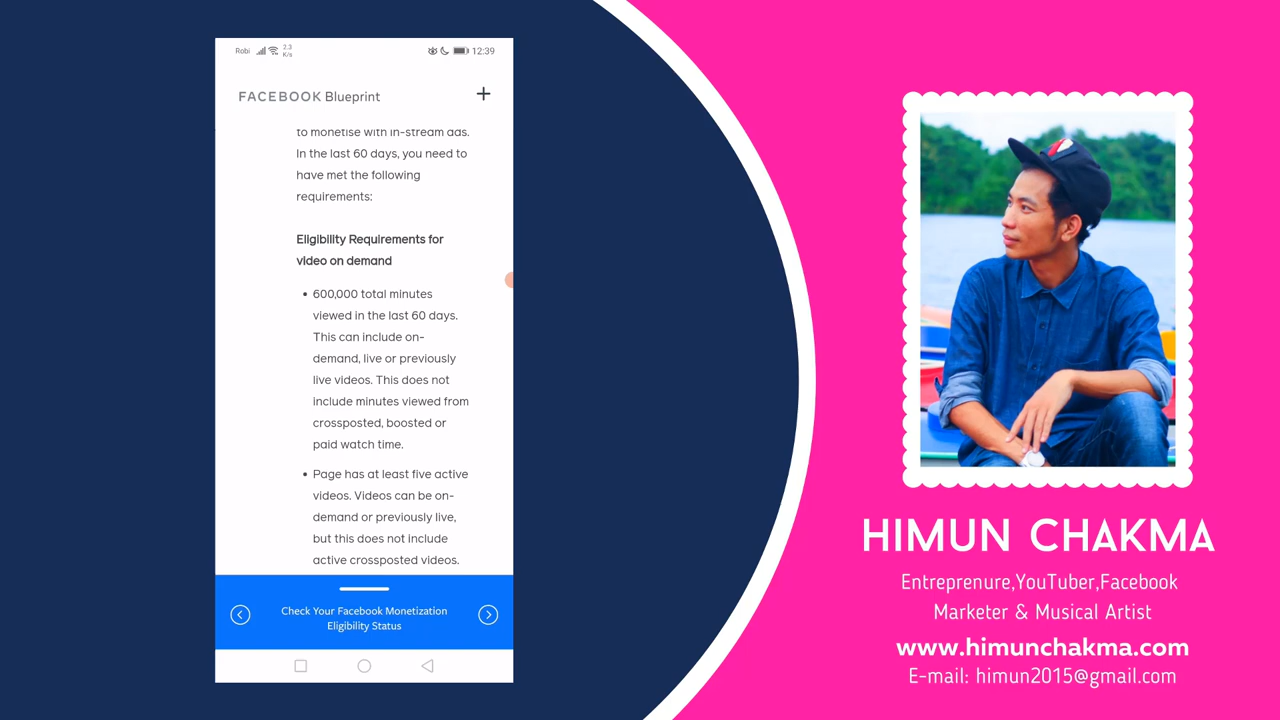 Robi
2.3
K/s
12:39
FACEBOOK Blueprint
to monetise with in-stream ads.
In the last 60 days, you need to
have met the following
requirements:
Eligibility Requirements for
video on demand
• 600,000 total minutes
viewed in the last 60 days.
This can include on-
demand, live or previously
live videos. This does not
include minutes viewed from
crossposted, boosted or
paid watch time.
• Page has at least five active
videos. Videos can be on-
demand or previously live,
but this does not include
active crossposted videos.
Check Your Facebook Monetization
Eligibility Status
HIMUN CHAKMA
Entreprenure,YouTuber,Facebook
Marketer & Musical Artist
www.himunchakma.com
E-mail: himun2015@gmail.com